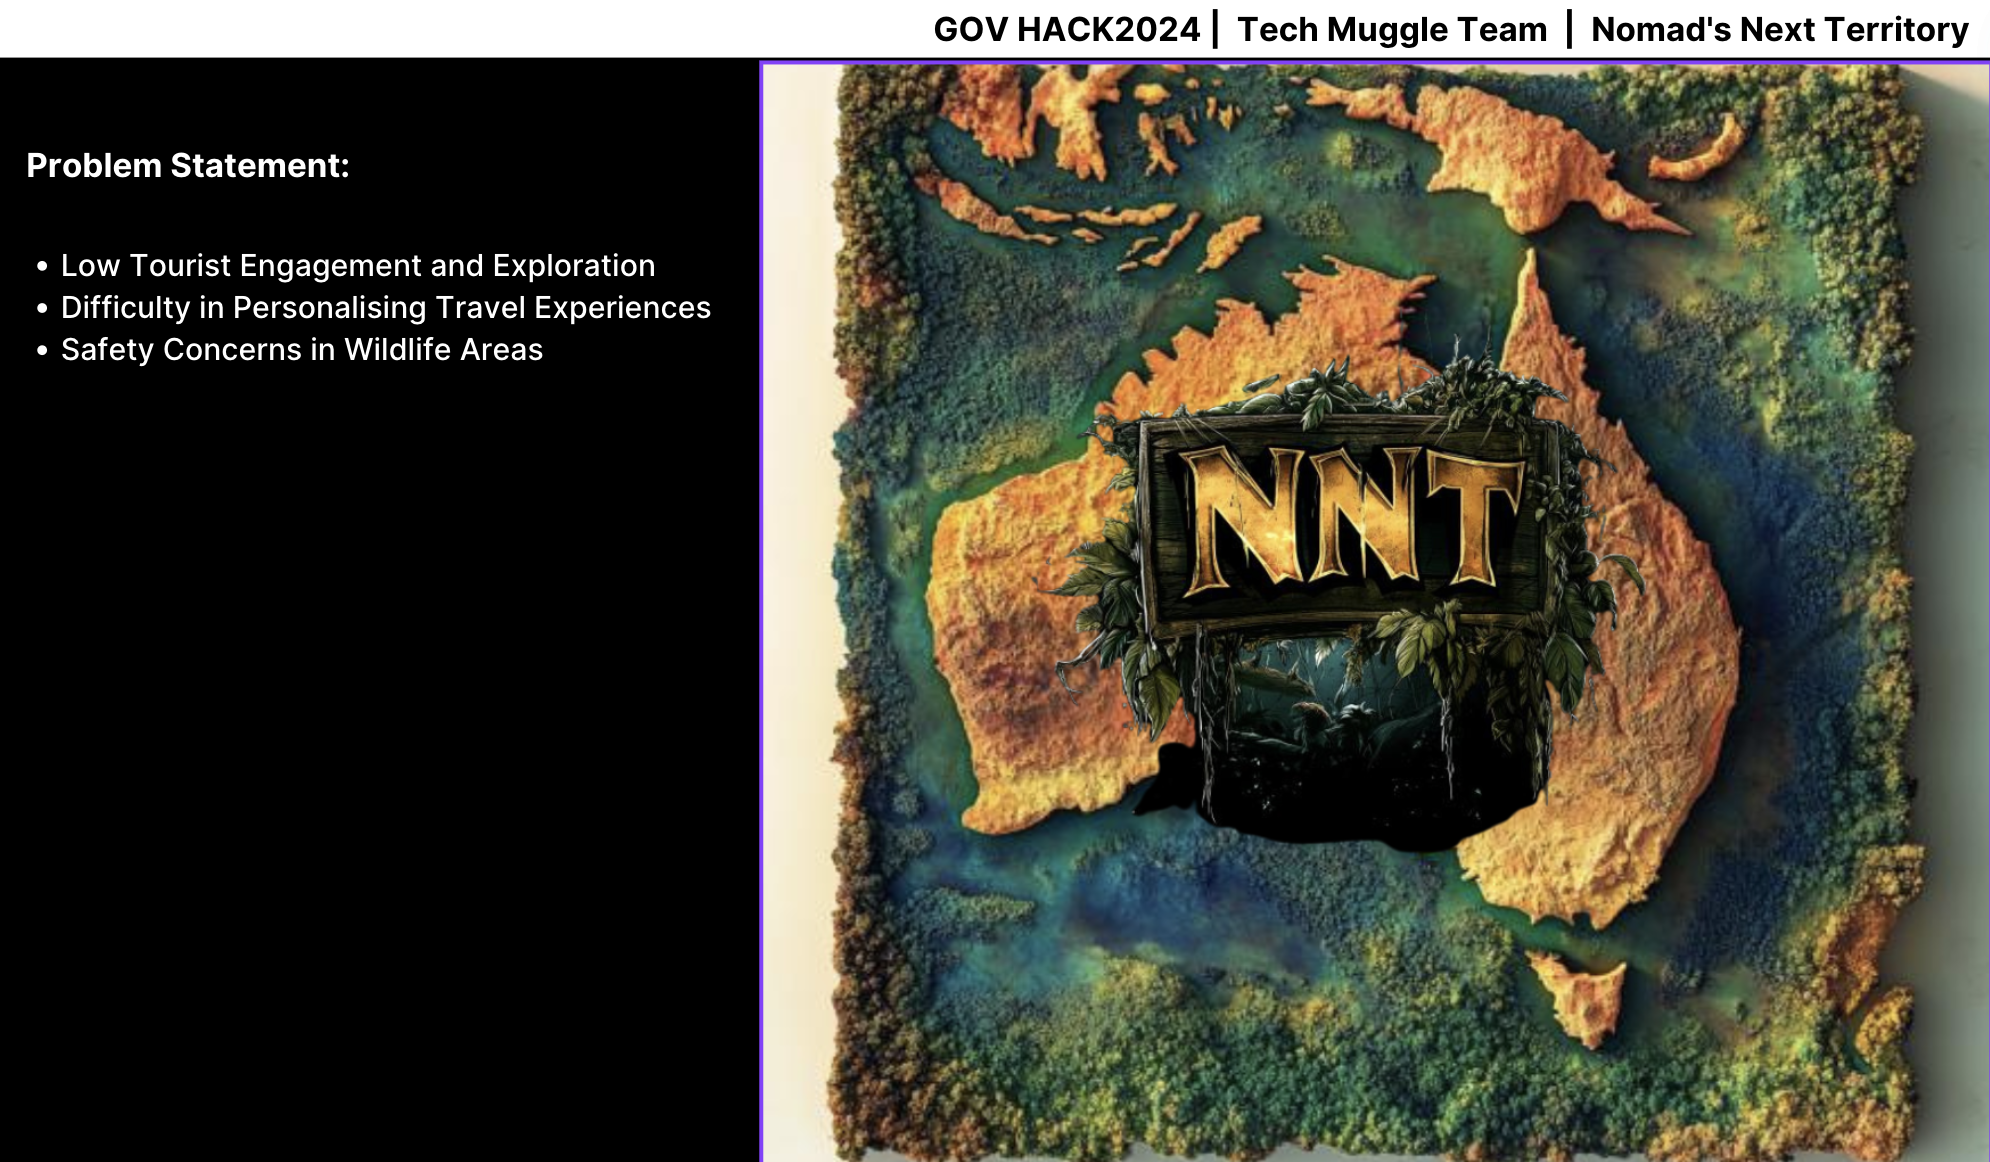 GOV HACK2024 | Tech Muggle Team | Nomad's Next Territory
Problem Statement:
• Low Tourist Engagement and Exploration
• Difficulty in Personalising Travel Experiences
• Safety Concerns in Wildlife Areas
NNT